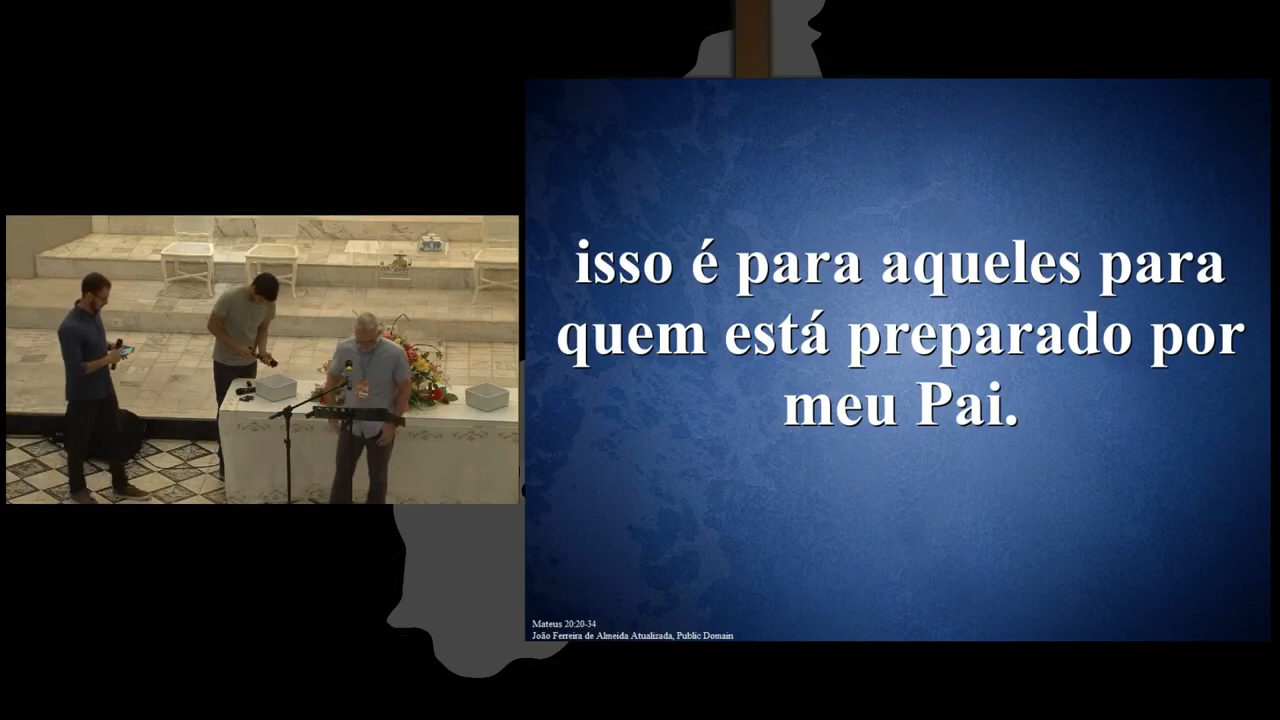 isso é para aqueles para
quem está preparado por
meu Pai.
Mateus 20:20-34
João Ferreira de Almeida Atualizada, Public Domain